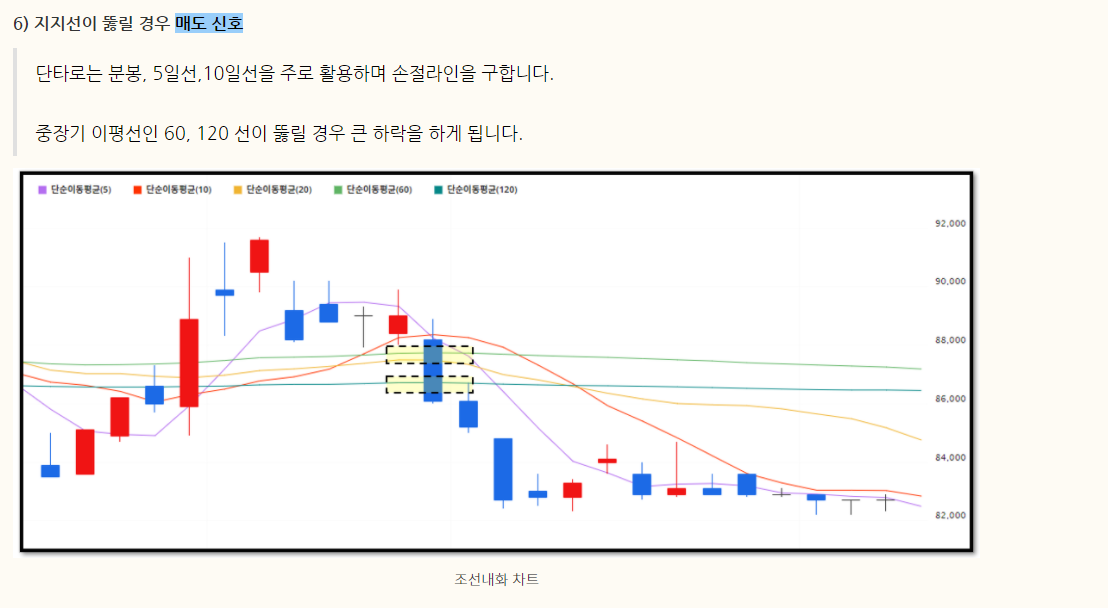 6) 지지선이 뚫릴 경우 매도 신호
단타로는 분봉, 5일선,10일선을 주로 활용하며 손절라인을 구합니다.
중장기 이평선인 60, 120 선이 뚫릴 경우 큰 하락을 하게 됩니다.
단순이동평균(5) 단순이동평균(10) 단순이동평균(20) 단순이동평균(60) 단순이동평균(120)
92,000
90,000
88,000
86,000
84,000
82,000
조선내화 차트